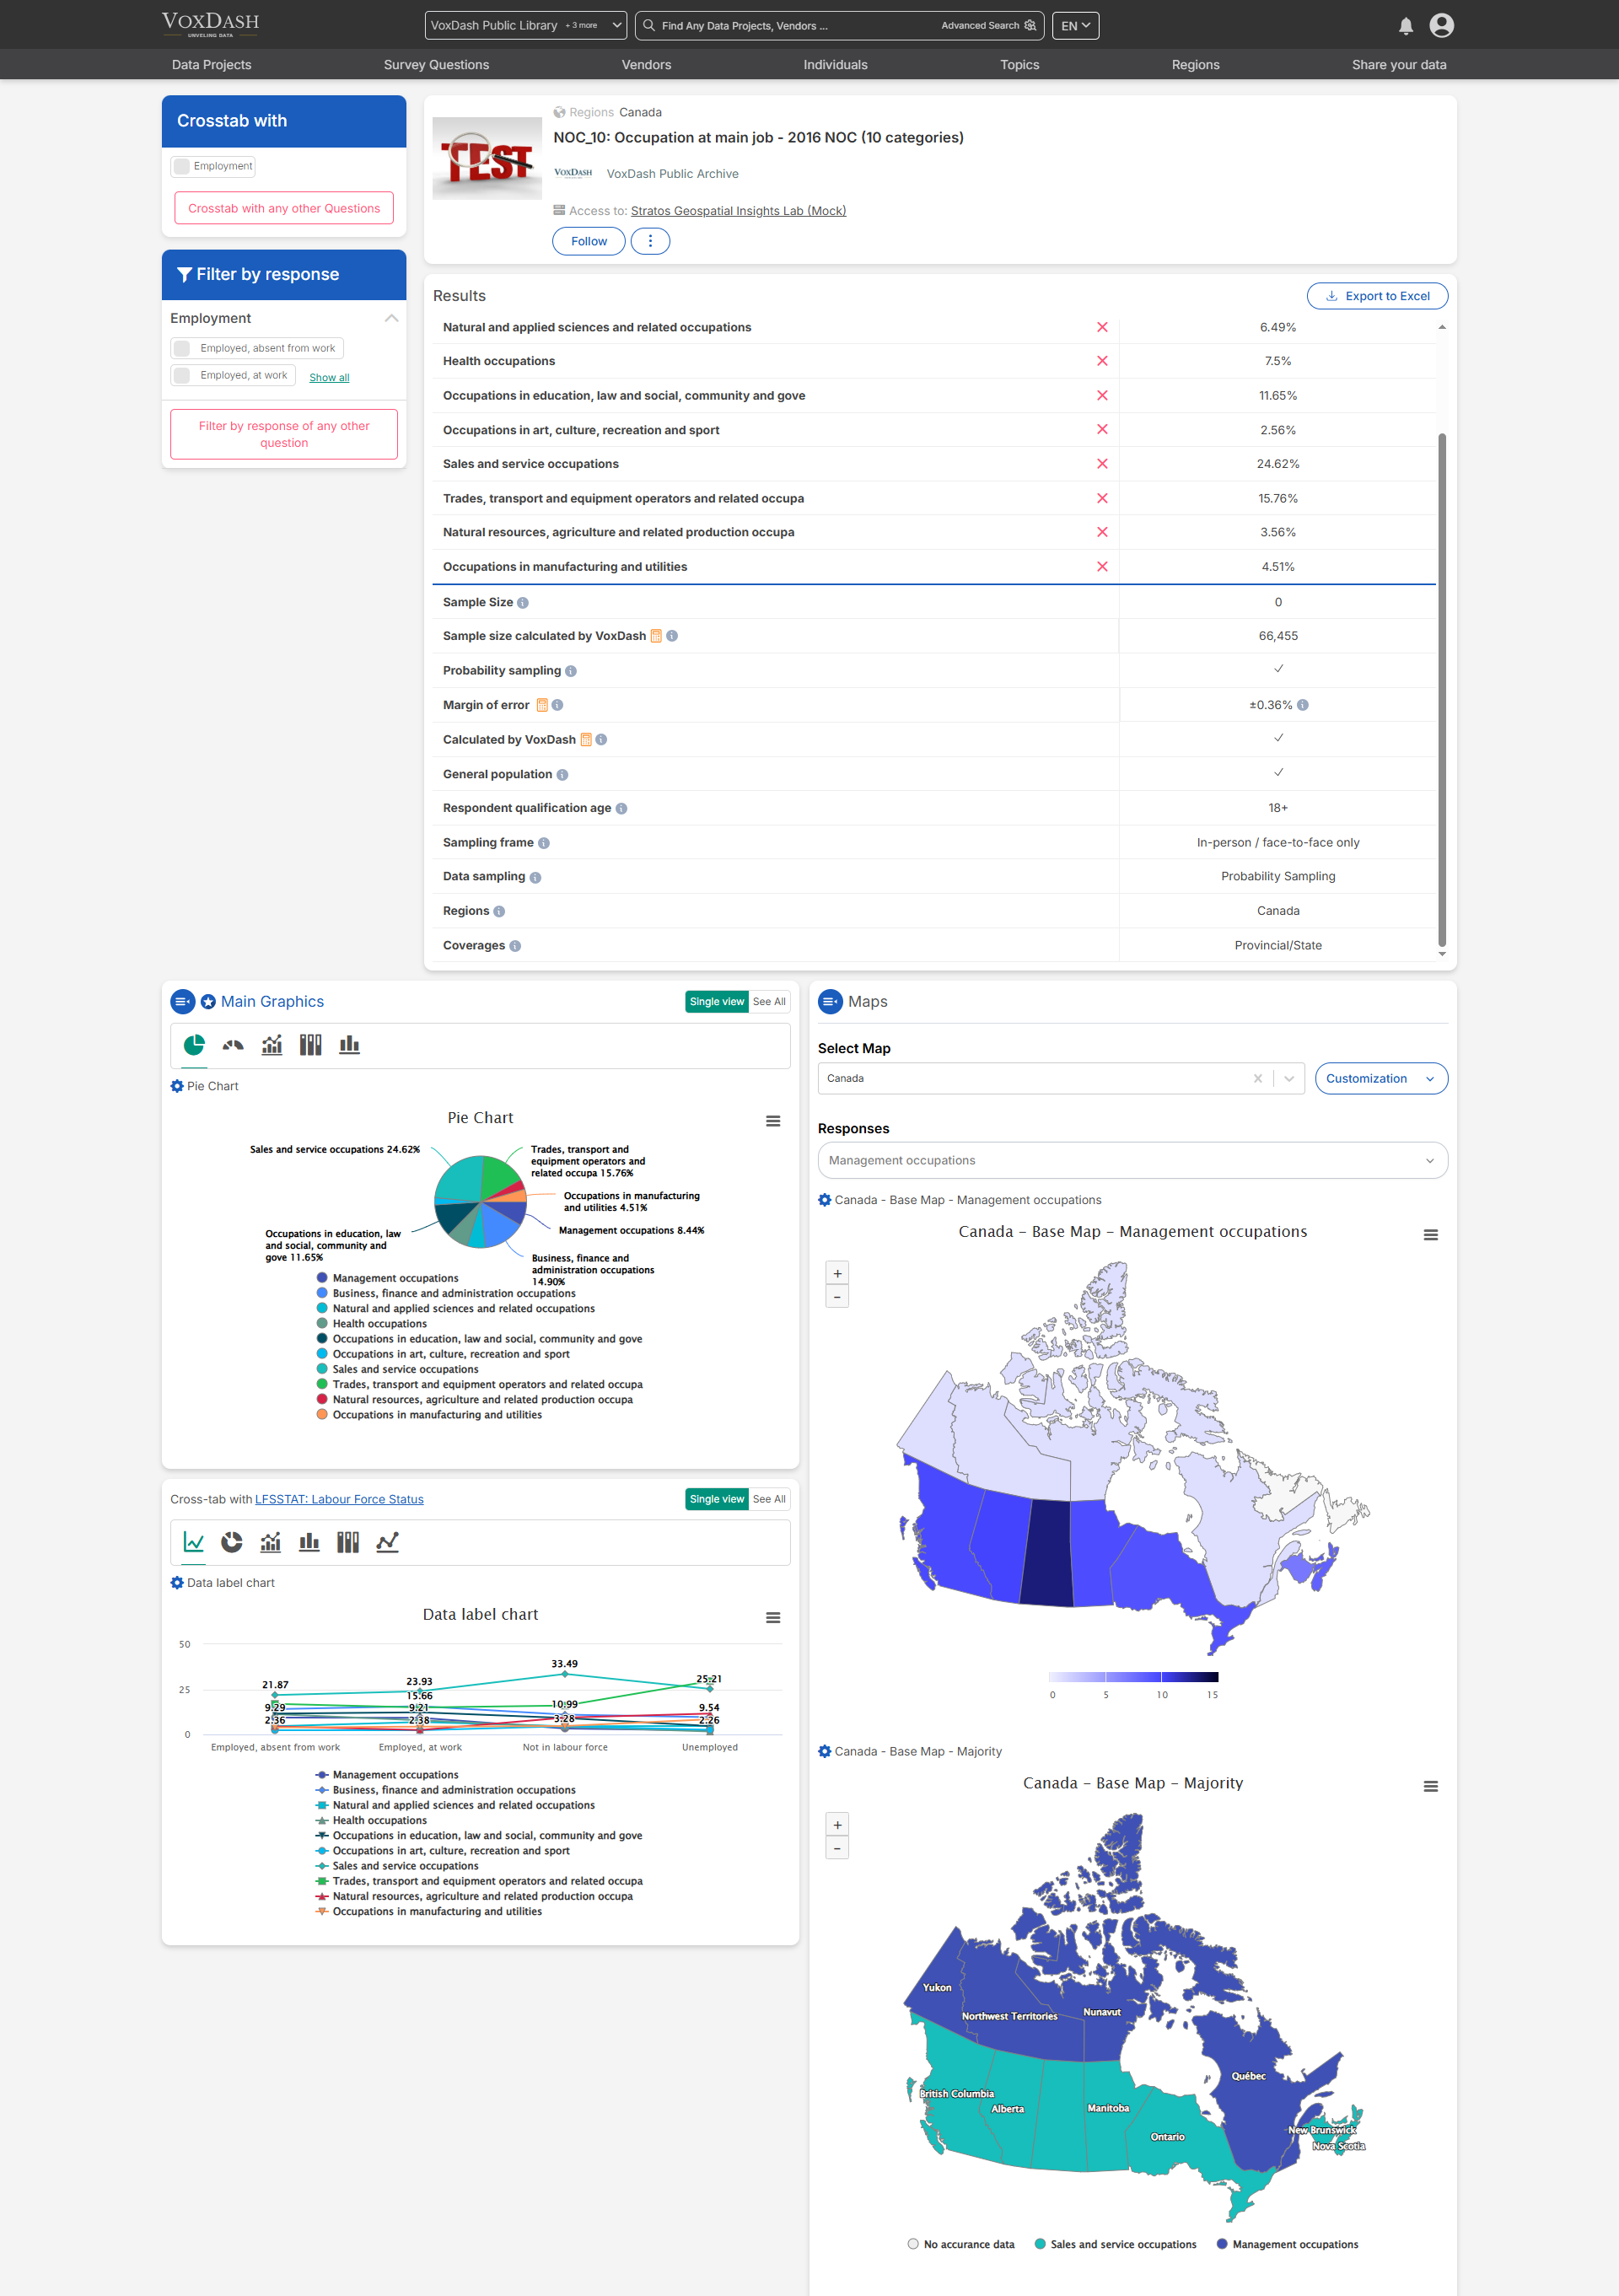 VOXDASH
UNVEILING DATA
VoxDash Public Library + 3 more
Find Any Data Projects, Vendors ...
Advanced Search
EN
Data Projects
Survey Questions
Vendors
Individuals
Topics
Regions
Share your data
Crosstab with
Employment
Crosstab with any other Questions
Filter by response
Employment
Employed, absent from work
Employed, at work
Show all
Filter by response of any other
question
Regions Canada
NOC_10: Occupation at main job - 2016 NOC (10 categories)
TEST
VOXDASH VoxDash Public Archive
Access to: Stratos Geospatial Insights Lab (Mock)
Follow
Results
Export to Excel
Natural and applied sciences and related occupations 6.49%
Health occupations 7.5%
Occupations in education, law and social, community and gove 11.65%
Occupations in art, culture, recreation and sport 2.56%
Sales and service occupations 24.62%
Trades, transport and equipment operators and related occupa 15.76%
Natural resources, agriculture and related production occupa 3.56%
Occupations in manufacturing and utilities 4.51%
Sample Size 0
Sample size calculated by VoxDash 66,455
Probability sampling
Margin of error ±0.36%
Calculated by VoxDash
General population
Respondent qualification age 18+
Sampling frame In-person / face-to-face only
Data sampling Probability Sampling
Regions Canada
Coverages Provincial/State
Main Graphics
Single view See All
Pie Chart
Pie Chart
Sales and service occupations 24.62%
Trades, transport and
equipment operators and
related occupa 15.76%
Occupations in manufacturing
and utilities 4.51%
Management occupations 8.44%
Occupations in education, law
and social, community and
gove 11.65%
Business, finance and
administration occupations
14.90%
Management occupations
Business, finance and administration occupations
Natural and applied sciences and related occupations
Health occupations
Occupations in education, law and social, community and gove
Occupations in art, culture, recreation and sport
Sales and service occupations
Trades, transport and equipment operators and related occupa
Natural resources, agriculture and related production occupa
Occupations in manufacturing and utilities
Cross-tab with LFSSTAT: Labour Force Status
Single view See All
Data label chart
Data label chart
50
25
0
21.87
9.29
2.36
23.93
15.66
9.21
2.38
33.49
10.99
3.28
25.21
9.54
2.26
Employed, absent from work
Employed, at work
Not in labour force
Unemployed
Management occupations
Business, finance and administration occupations
Natural and applied sciences and related occupations
Health occupations
Occupations in education, law and social, community and gove
Occupations in art, culture, recreation and sport
Sales and service occupations
Trades, transport and equipment operators and related occupa
Natural resources, agriculture and related production occupa
Occupations in manufacturing and utilities
Maps
Select Map
Canada
Customization
Responses
Management occupations
Canada - Base Map - Management occupations
Canada – Base Map – Management occupations
+
-
0 5 10 15
Canada - Base Map - Majority
Canada – Base Map – Majority
+
-
Yukon
Northwest Territories
Nunavut
Québec
British Columbia
Alberta
Manitoba
Ontario
New Brunswick
Nova Scotia
No accurance data
Sales and service occupations
Management occupations